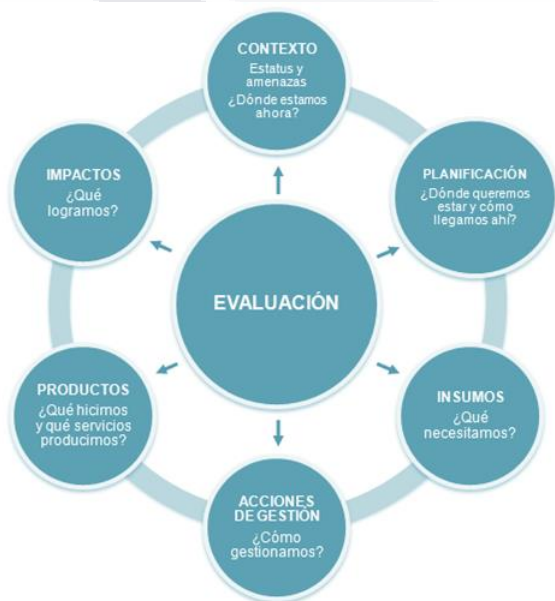 CONTEXTO
Estatus y
amenazas
¿Dónde estamos
ahora?
PLANIFICACIÓN
¿Dónde queremos
estar y cómo
llegamos ahí?
INSUMOS
¿Qué
necesitamos?
ACCIONES
DE GESTIÓN
¿Cómo
gestionamos?
PRODUCTOS
¿Qué hicimos
y qué servicios
producimos?
IMPACTOS
¿Qué
logramos?
EVALUACIÓN